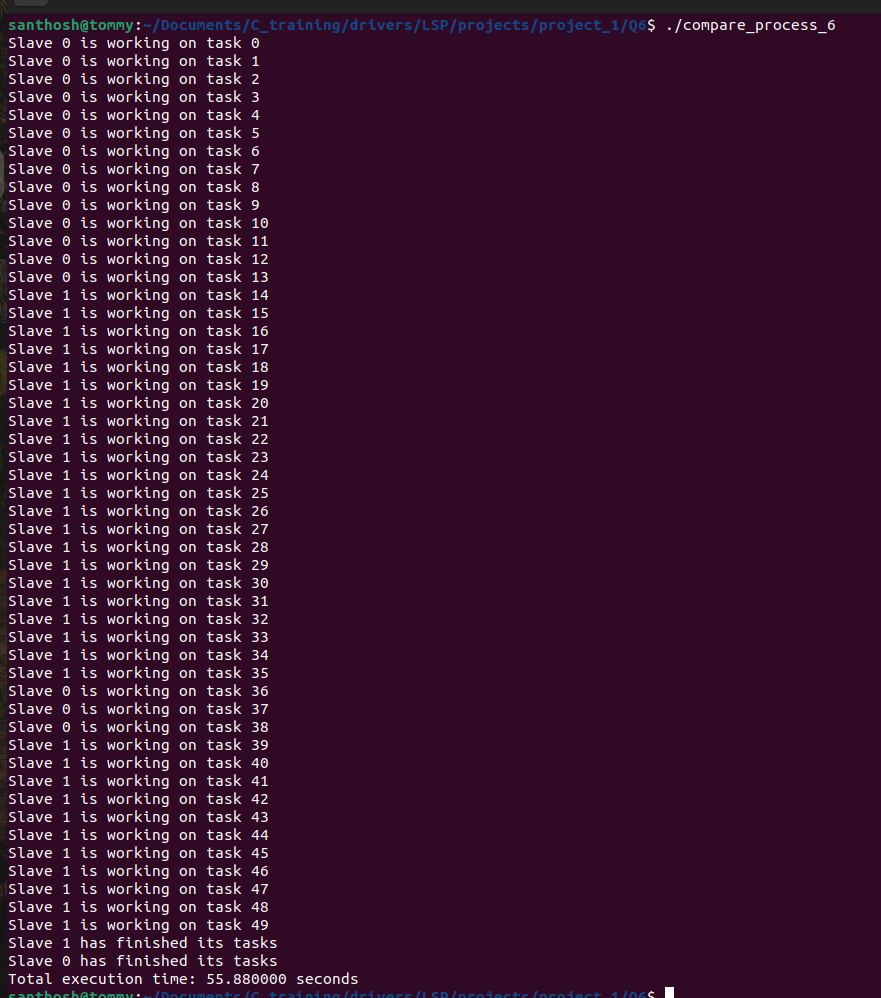 santhosh@tommy:~/Documents/C_training/drivers/LSP/projects/project_1/Q6$ ./compare_process_6
Slave 0 is working on task 0
Slave 0 is working on task 1
Slave 0 is working on task 2
Slave 0 is working on task 3
Slave 0 is working on task 4
Slave 0 is working on task 5
Slave 0 is working on task 6
Slave 0 is working on task 7
Slave 0 is working on task 8
Slave 0 is working on task 9
Slave 0 is working on task 10
Slave 0 is working on task 11
Slave 0 is working on task 12
Slave 0 is working on task 13
Slave 1 is working on task 14
Slave 1 is working on task 15
Slave 1 is working on task 16
Slave 1 is working on task 17
Slave 1 is working on task 18
Slave 1 is working on task 19
Slave 1 is working on task 20
Slave 1 is working on task 21
Slave 1 is working on task 22
Slave 1 is working on task 23
Slave 1 is working on task 24
Slave 1 is working on task 25
Slave 1 is working on task 26
Slave 1 is working on task 27
Slave 1 is working on task 28
Slave 1 is working on task 29
Slave 1 is working on task 30
Slave 1 is working on task 31
Slave 1 is working on task 32
Slave 1 is working on task 33
Slave 1 is working on task 34
Slave 1 is working on task 35
Slave 0 is working on task 36
Slave 0 is working on task 37
Slave 0 is working on task 38
Slave 1 is working on task 39
Slave 1 is working on task 40
Slave 1 is working on task 41
Slave 1 is working on task 42
Slave 1 is working on task 43
Slave 1 is working on task 44
Slave 1 is working on task 45
Slave 1 is working on task 46
Slave 1 is working on task 47
Slave 1 is working on task 48
Slave 1 is working on task 49
Slave 1 has finished its tasks
Slave 0 has finished its tasks
Total execution time: 55.880000 seconds
santhosh@tommy:~/Documents/C_training/drivers/LSP/projects/project_1/Q6$